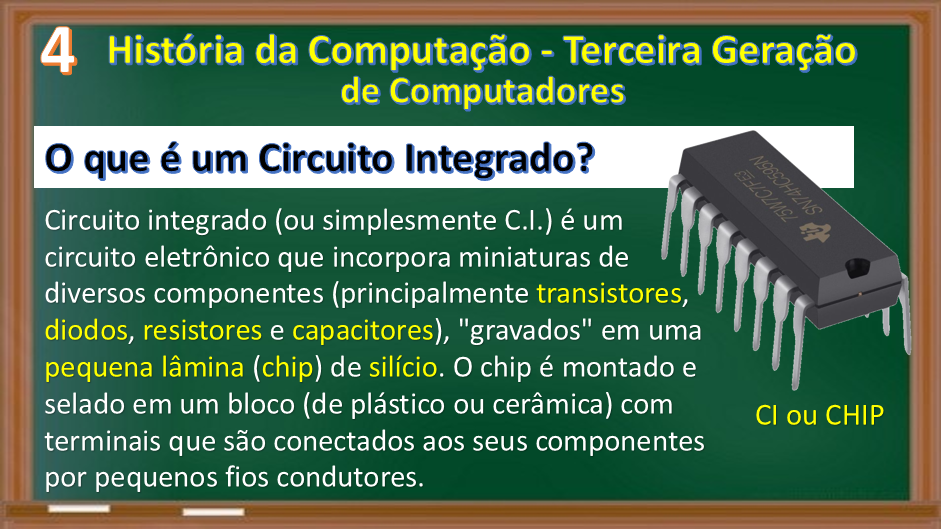 4
História da Computação - Terceira Geração
de Computadores
O que é um Circuito Integrado?
Circuito integrado (ou simplesmente C.I.) é um
circuito eletrônico que incorpora miniaturas de
diversos componentes (principalmente transistores,
diodos, resistores e capacitores), "gravados" em uma
pequena lâmina (chip) de silício. O chip é montado e
selado em um bloco (de plástico ou cerâmica) com
terminais que são conectados aos seus componentes
por pequenos fios condutores.
CI ou CHIP